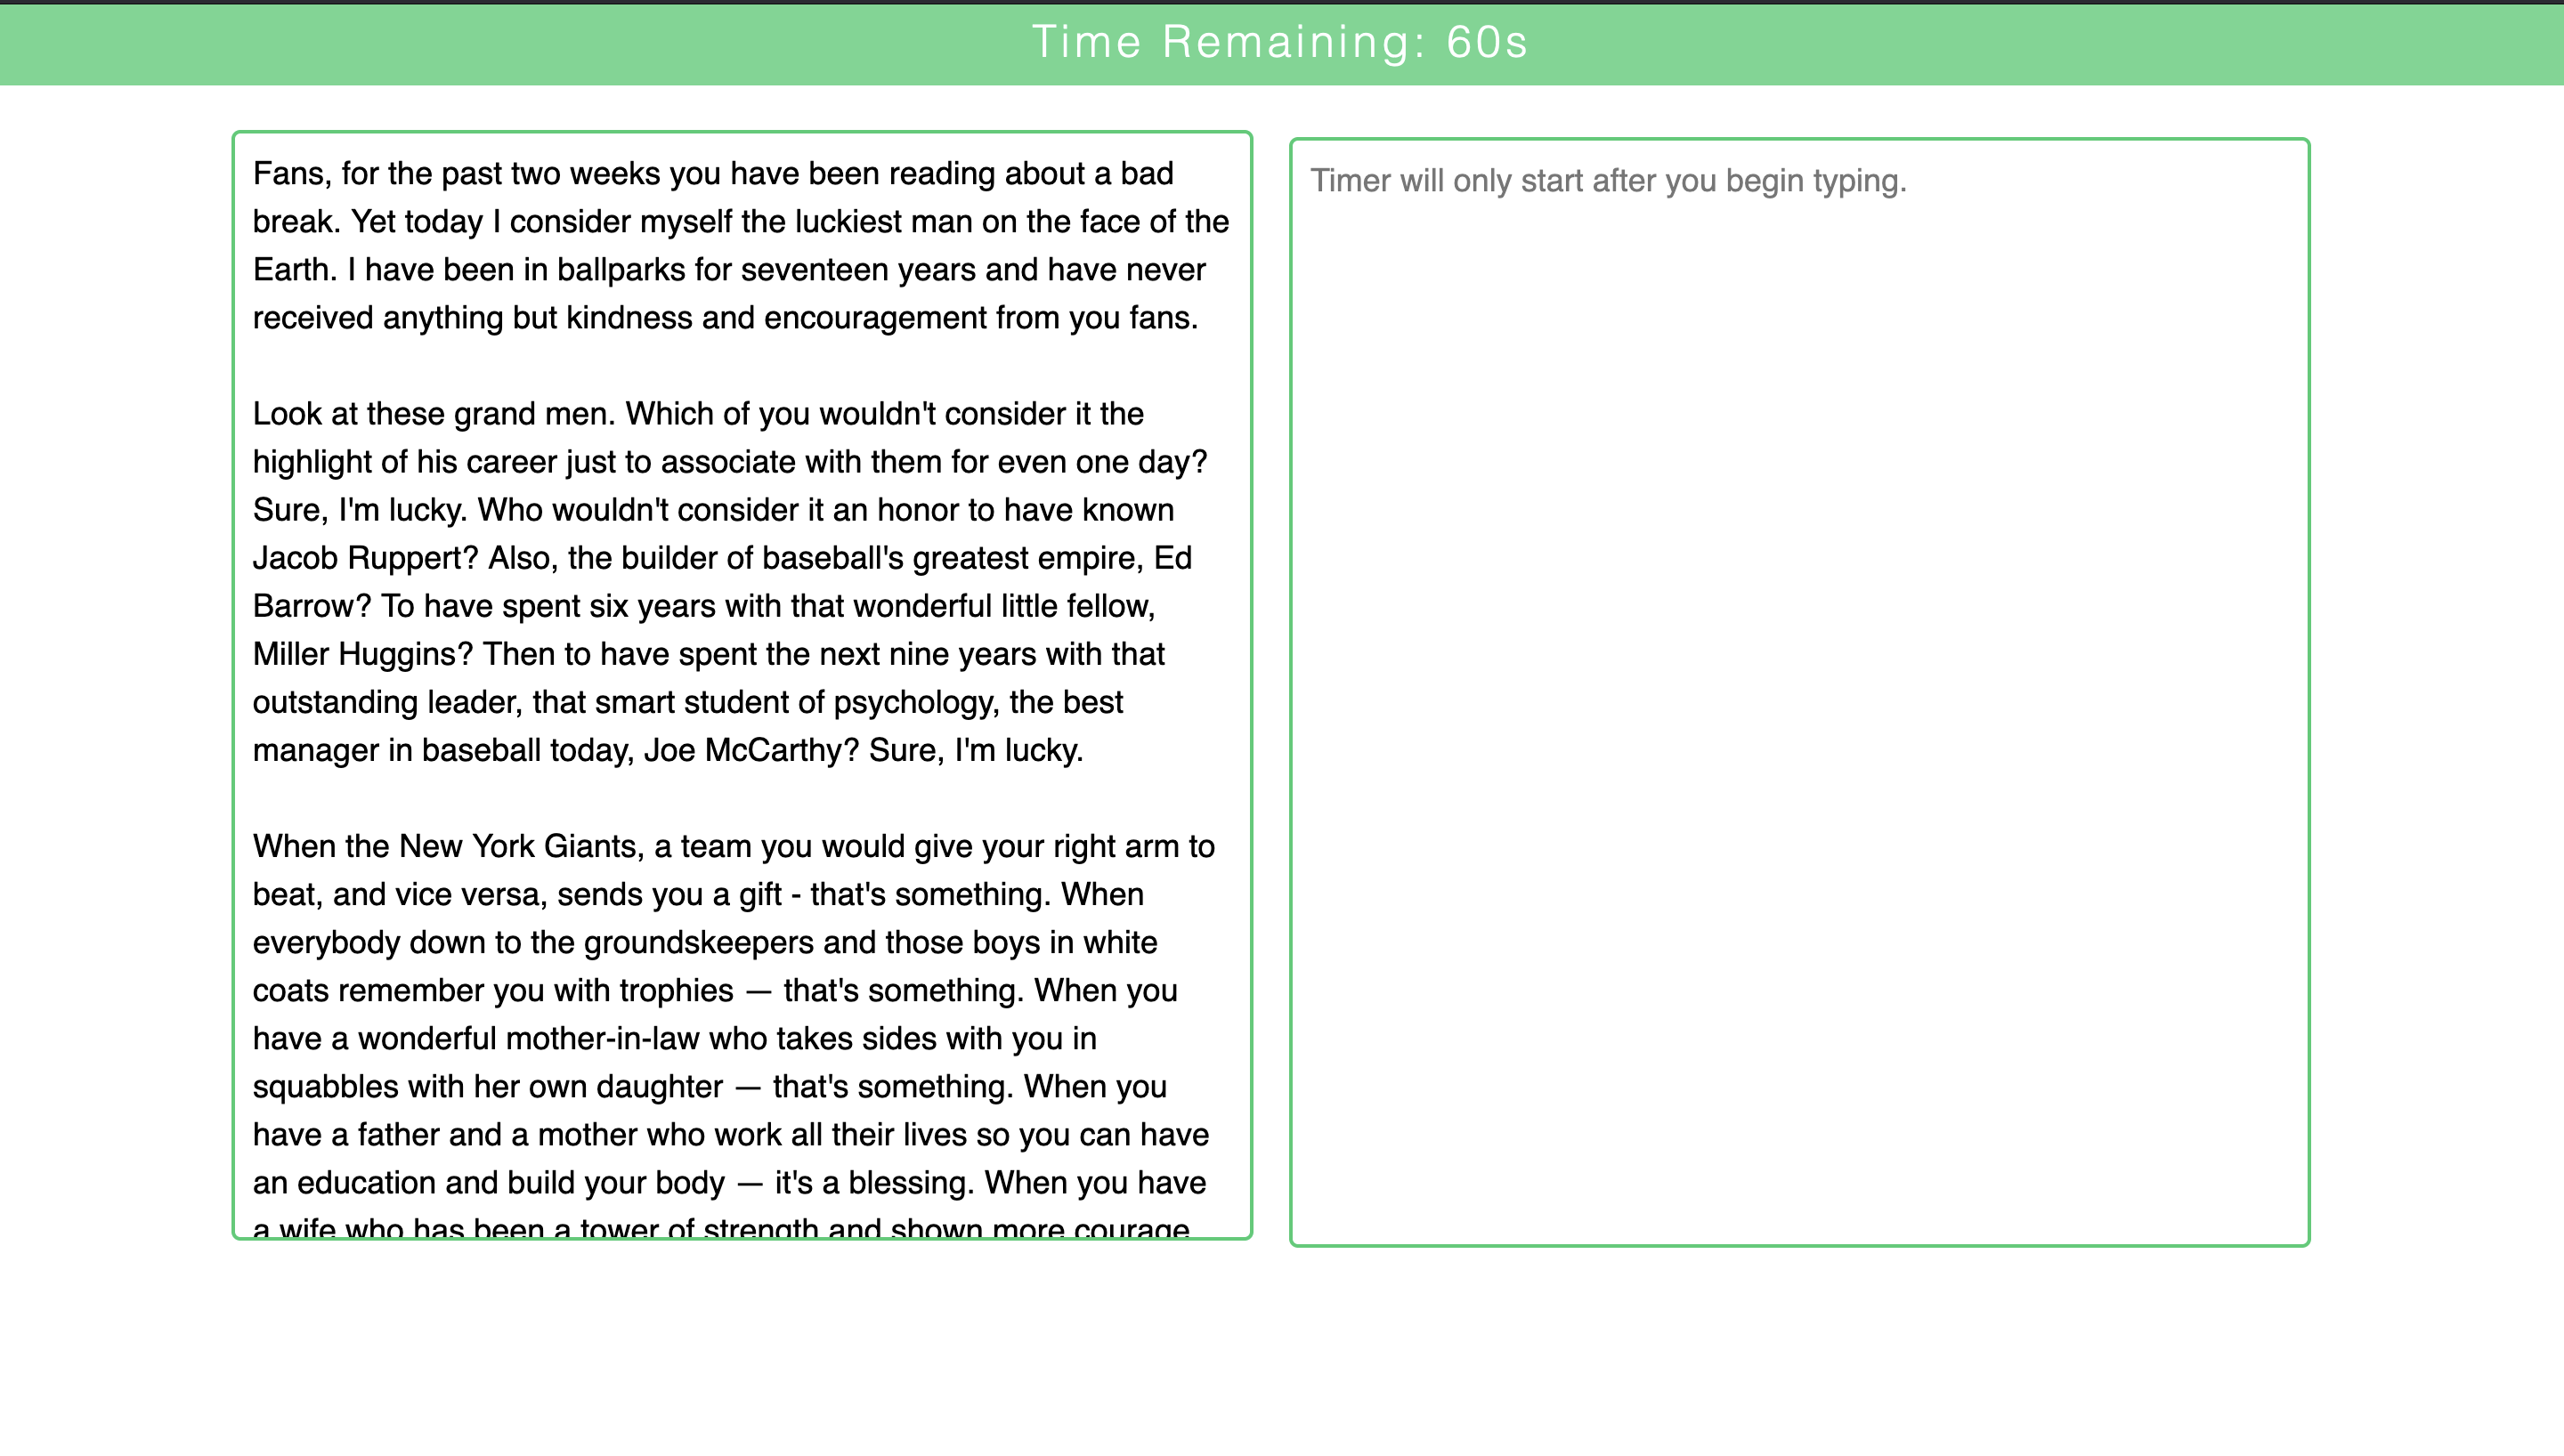 Time Remaining: 60s
Fans, for the past two weeks you have been reading about a bad
break. Yet today I consider myself the luckiest man on the face of the
Earth. I have been in ballparks for seventeen years and have never
received anything but kindness and encouragement from you fans.
Look at these grand men. Which of you wouldn't consider it the
highlight of his career just to associate with them for even one day?
Sure, I'm lucky. Who wouldn't consider it an honor to have known
Jacob Ruppert? Also, the builder of baseball's greatest empire, Ed
Barrow? To have spent six years with that wonderful little fellow,
Miller Huggins? Then to have spent the next nine years with that
outstanding leader, that smart student of psychology, the best
manager in baseball today, Joe McCarthy? Sure, I'm lucky.
When the New York Giants, a team you would give your right arm to
beat, and vice versa, sends you a gift - that's something. When
everybody down to the groundskeepers and those boys in white
coats remember you with trophies — that's something. When you
have a wonderful mother-in-law who takes sides with you in
squabbles with her own daughter — that's something. When you
have a father and a mother who work all their lives so you can have
an education and build your body — it's a blessing. When you have
a wife who has been a tower of strength and shown more courage
Timer will only start after you begin typing.